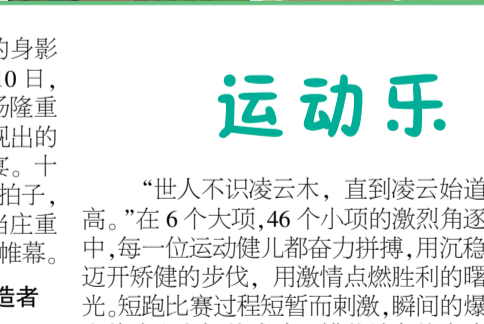 的身影
10日，
场隆重
现出的
宴。十
拍子，
当庄重
帷幕。
造者
运动乐
“世人不识凌云木，直到凌云始道
高。”在6个大项，46个小项的激烈角逐
中，每一位运动健儿都奋力拼搏，用沉稳
迈开矫健的步伐，用激情点燃胜利的曙
光。短跑比赛过程短暂而刺激，瞬间的爆